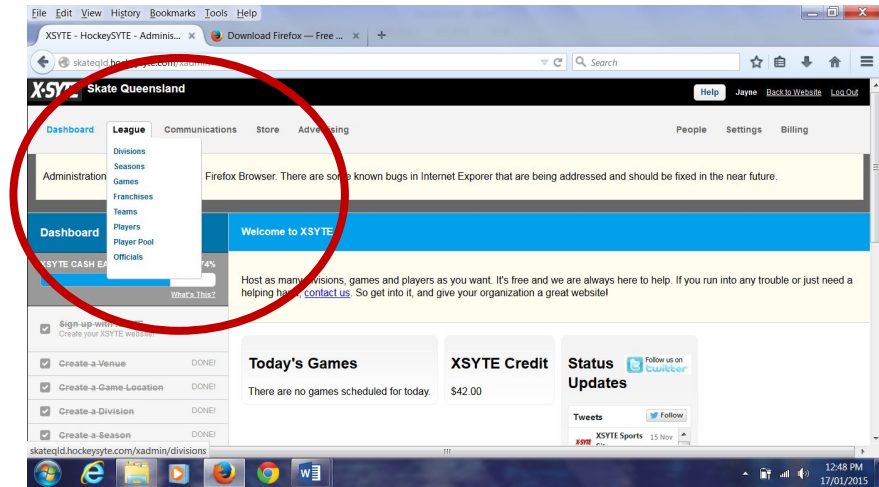 File Edit View History Bookmarks Tools Help
XSYTE - HockeySYTE - Adminis... × Download Firefox — Free ... × +
skateqld.hockeysyte.com/xadmin Search
X-SYTE Skate Queensland Help Jayne Back to Website Log Out
Dashboard League Communications Store Advertising People Settings Billing
Divisions
Seasons
Games
Franchises
Teams
Players
Player Pool
Officials
Administration Firefox Browser. There are some known bugs in Internet Exporer that are being addressed and should be fixed in the near future.
Dashboard Welcome to XSYTE
XSYTE CASH EA 74%
What's This?
Host as many divisions, games and players as you want. It's free and we are always here to help. If you run into any trouble or just need a
helping hand, contact us. So get into it, and give your organization a great website!
Sign up with
Create your XSYTE website!
Create a Venue DONE!
Create a Game Location DONE!
Create a Division DONE!
Create a Season DONE!
Today's Games
There are no games scheduled for today.
XSYTE Credit
$42.00
Status
Updates
Follow us on
twitter
Tweets Follow
XSYTE Sports 15 Nov
skateqld.hockeysyte.com/xadmin/divisions
12:48 PM
17/01/2015